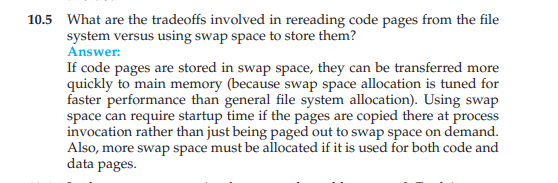 10.5 What are the tradeoffs involved in rereading code pages from the file
system versus using swap space to store them?
Answer:
If code pages are stored in swap space, they can be transferred more
quickly to main memory (because swap space allocation is tuned for
faster performance than general file system allocation). Using swap
space can require startup time if the pages are copied there at process
invocation rather than just being paged out to swap space on demand.
Also, more swap space must be allocated if it is used for both code and
data pages.